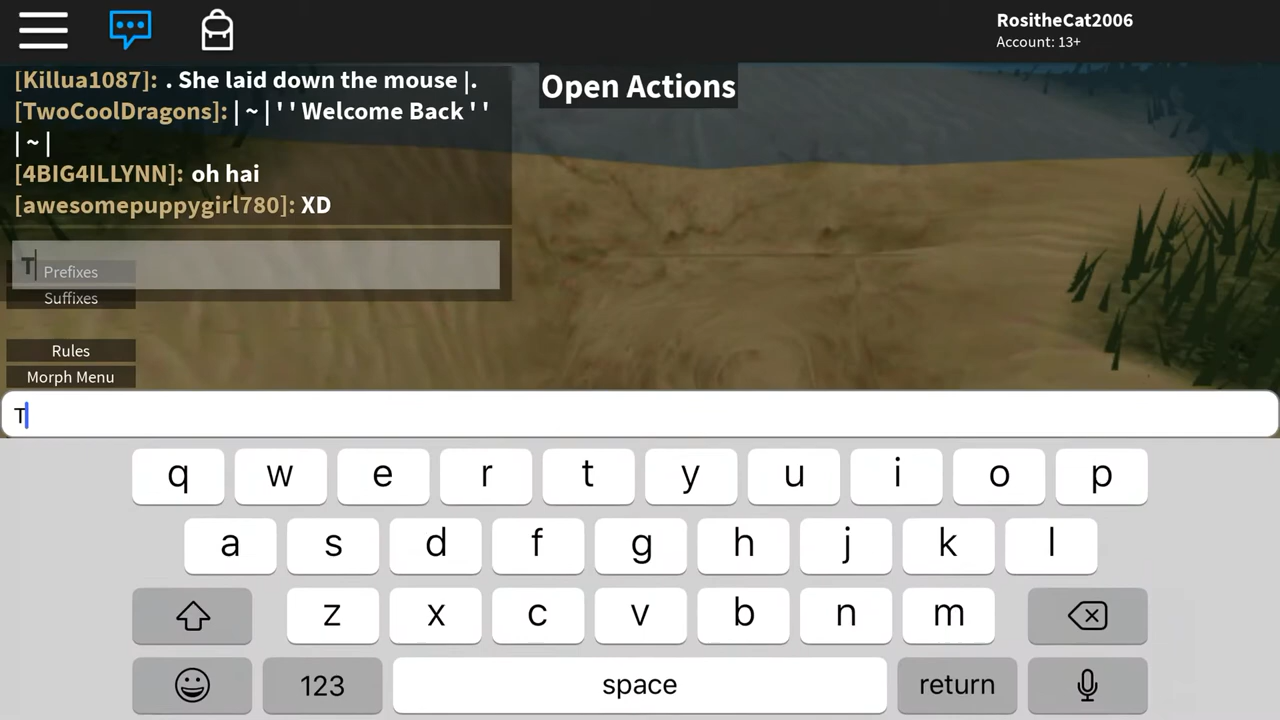 RositheCat2006
Account: 13+
Open Actions
[Killua1087]: . She laid down the mouse |.
[TwoCoolDragons]: | ~ | ' ' Welcome Back ' '
| ~ |
[4BIG4ILLYNN]: oh hai
[awesomepuppygirl780]: XD
T
Prefixes
Suffixes
Rules
Morph Menu
T
q w e r t y u i o p
a s d f g h j k l
z x c v b n m
123 space return